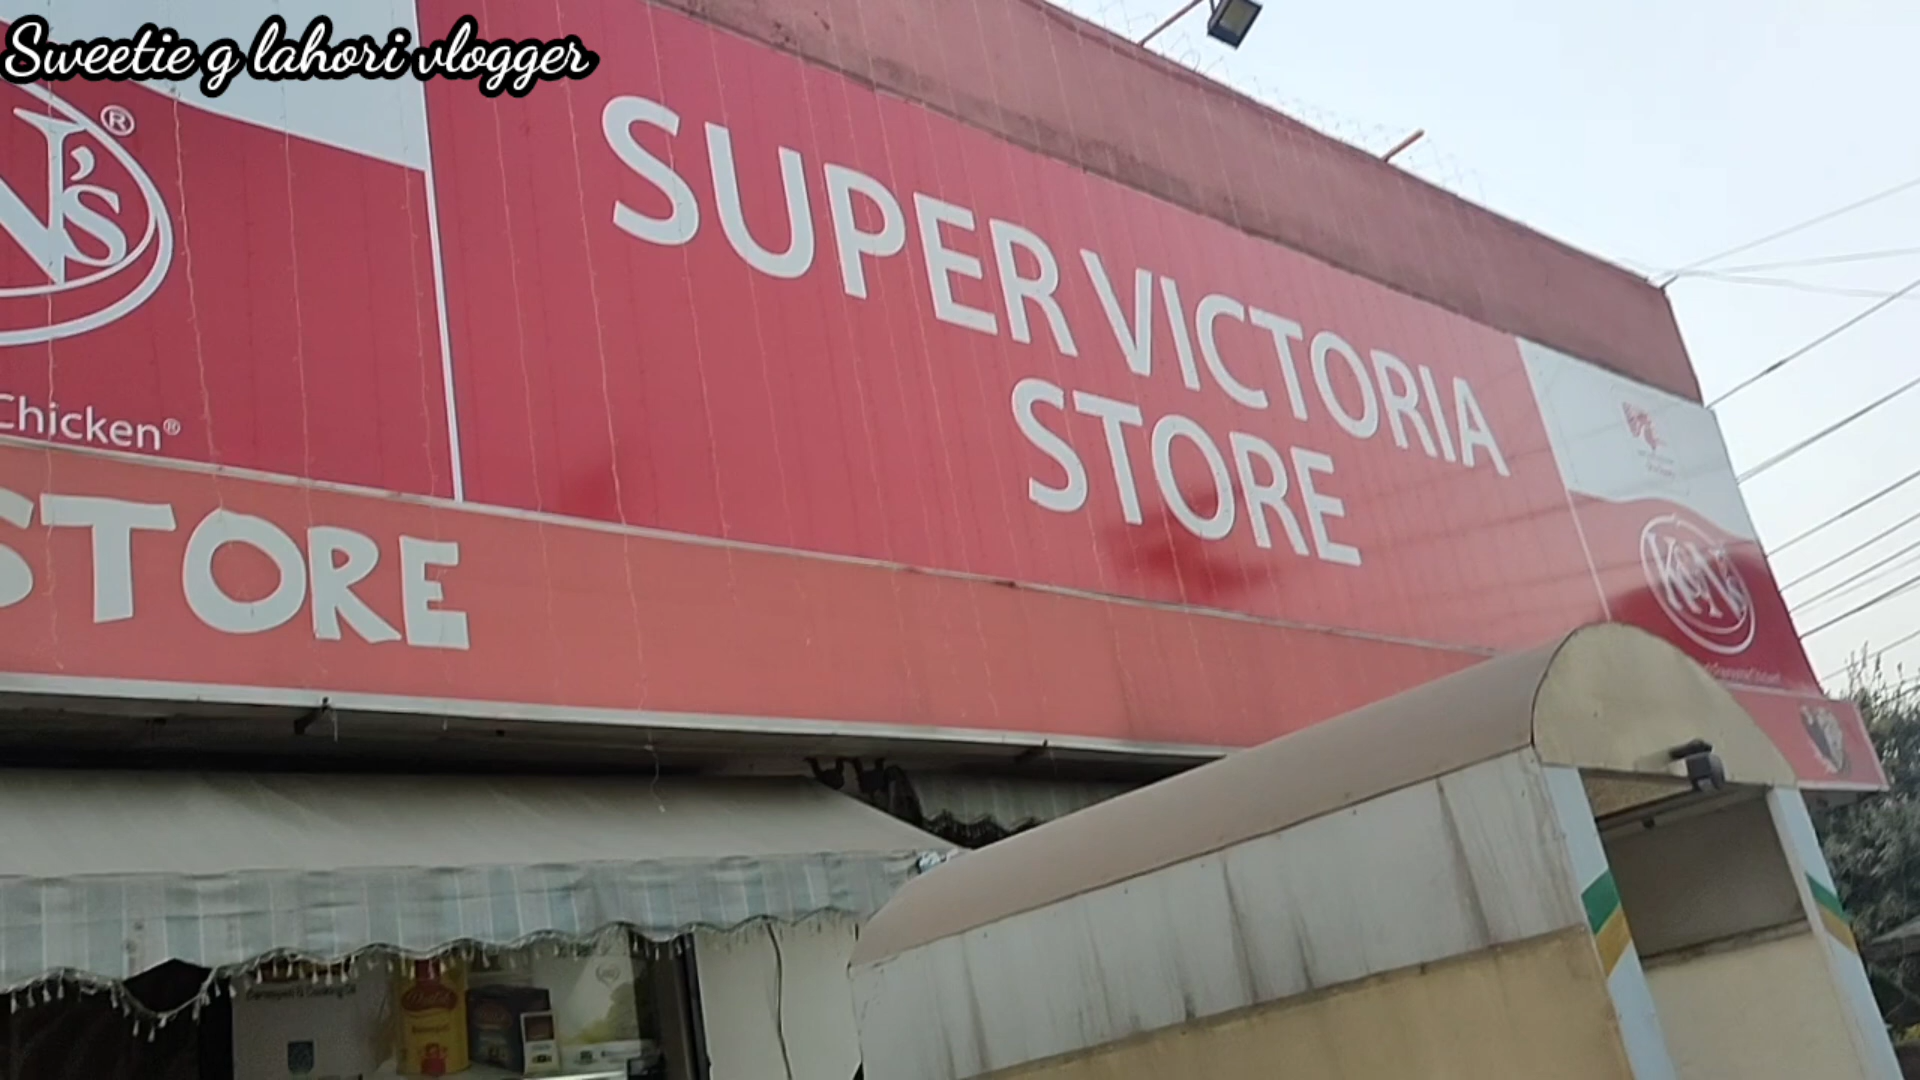 Sweetie g lahori vlogger
N's®
Chicken®
SUPER VICTORIA
STORE
K&N's
STORE